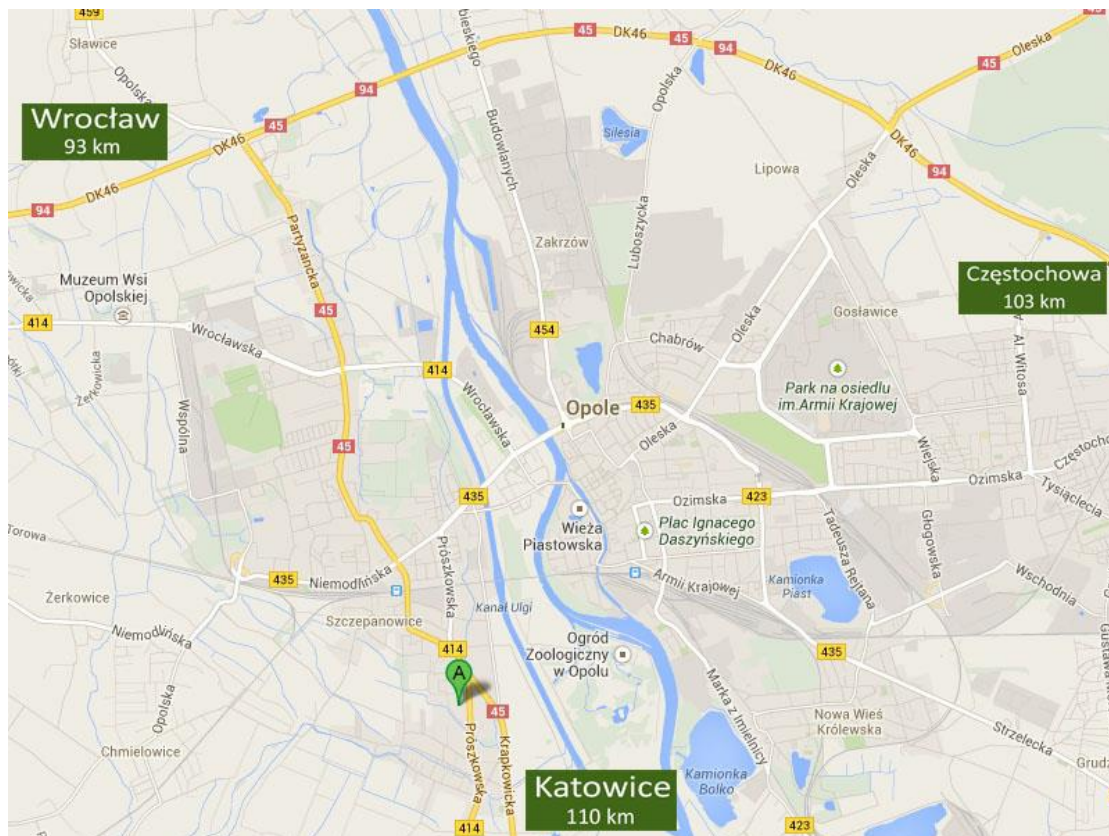 459
Sławice
Opolska
45
DK46
45
94
Oleska
45
94
DK46
Opolska
Budowlanych
Silesia
Wrocław
93 km
45
DK46
94
DK46
Lipowa
Oleska
DK46
94
Partyzancka
Luboszycka
Zakrzów
Muzeum Wsi
Opolskiej
45
Częstochowa
103 km
414
Wrocławska
454
Oleska
Gosławice
Chabrów
Al. Witosa
Żerkowicka
414
Wrocławska
Park na osiedlu
im.Armii Krajowej
Wspólna
Opole
435
Oleska
45
Wiejska
435
Ozimska
423
Ozimska
Tysiąclecia
Wieża
Piastowska
Plac Ignacego
Daszyńskiego
Tadeusza Rejtana
Głogowska
Torowa
Prószkowska
435
Niemodlińska
Armii Krajowej
Kamionka
Piast
Wschodnia
Żerkowice
Kanał Ulgi
Niemodlińska
Szczepanowice
414
Ogród
Zoologiczny
w Opolu
435
A
Marka z Imielnicy
Opolska
45
Nowa Wieś
Królewska
Strzelecka
Chmielowice
Prószkowska
Krapkowicka
Kamionka
Bolko
Katowice
110 km
414
423